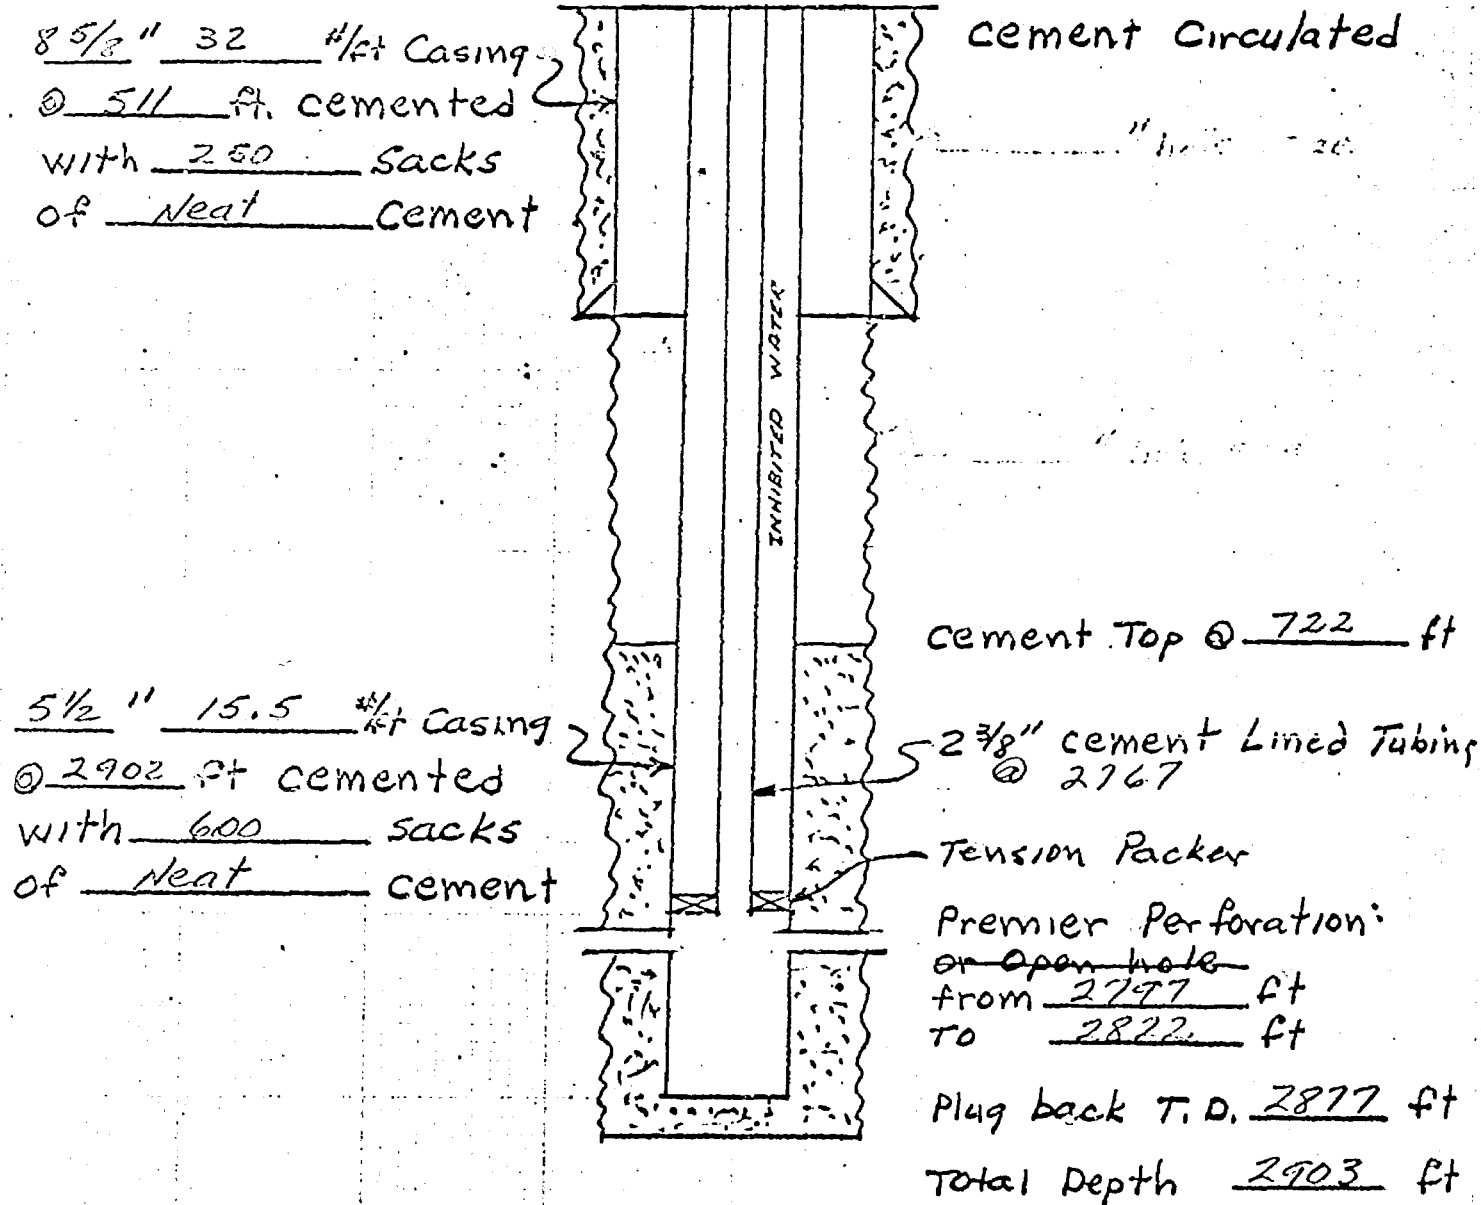 8 5/8" 32 #/ft Casing
@ 511 ft. cemented
with 250 Sacks
of Neat Cement
Cement Circulated
INHIBITED WATER
Cement Top @ 722 ft
5 1/2 " 15.5 #/ft Casing
@ 2902 ft cemented
with 600 sacks
of Neat cement
2 3/8" cement Lined Tubing
@ 2767
Tension Packer
Premier Perforation:
or Open hole
from 2797 ft
To 2822 ft
Plug back T.D. 2877 ft
Total Depth 2903 ft